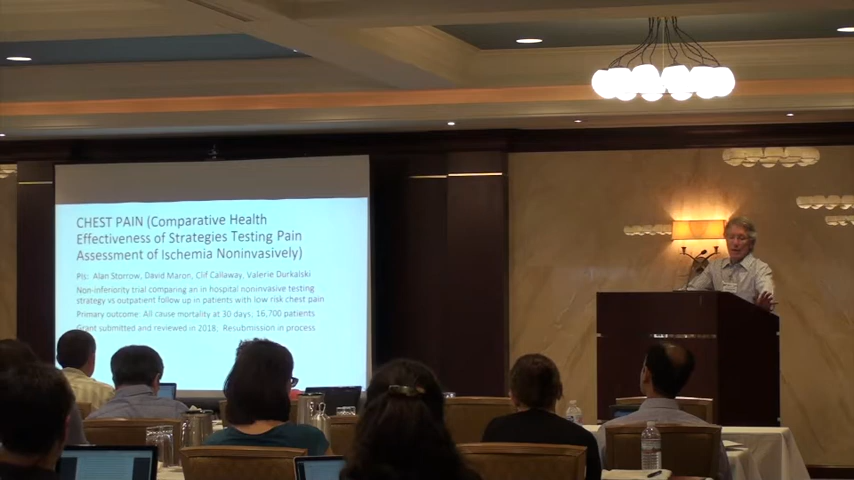 CHEST PAIN (Comparative Health
Effectiveness of Strategies Testing Pain
Assessment of Ischemia Noninvasively)
PIs: Alan Storrow, David Maron, Clif Callaway, Valerie Durkalski
Non-inferiority trial comparing an in hospital noninvasive testing
strategy vs outpatient follow up in patients with low risk chest pain
Primary outcome: All cause mortality at 30 days; 16,700 patients
Grant submitted and reviewed in 2018, Resubmission in process